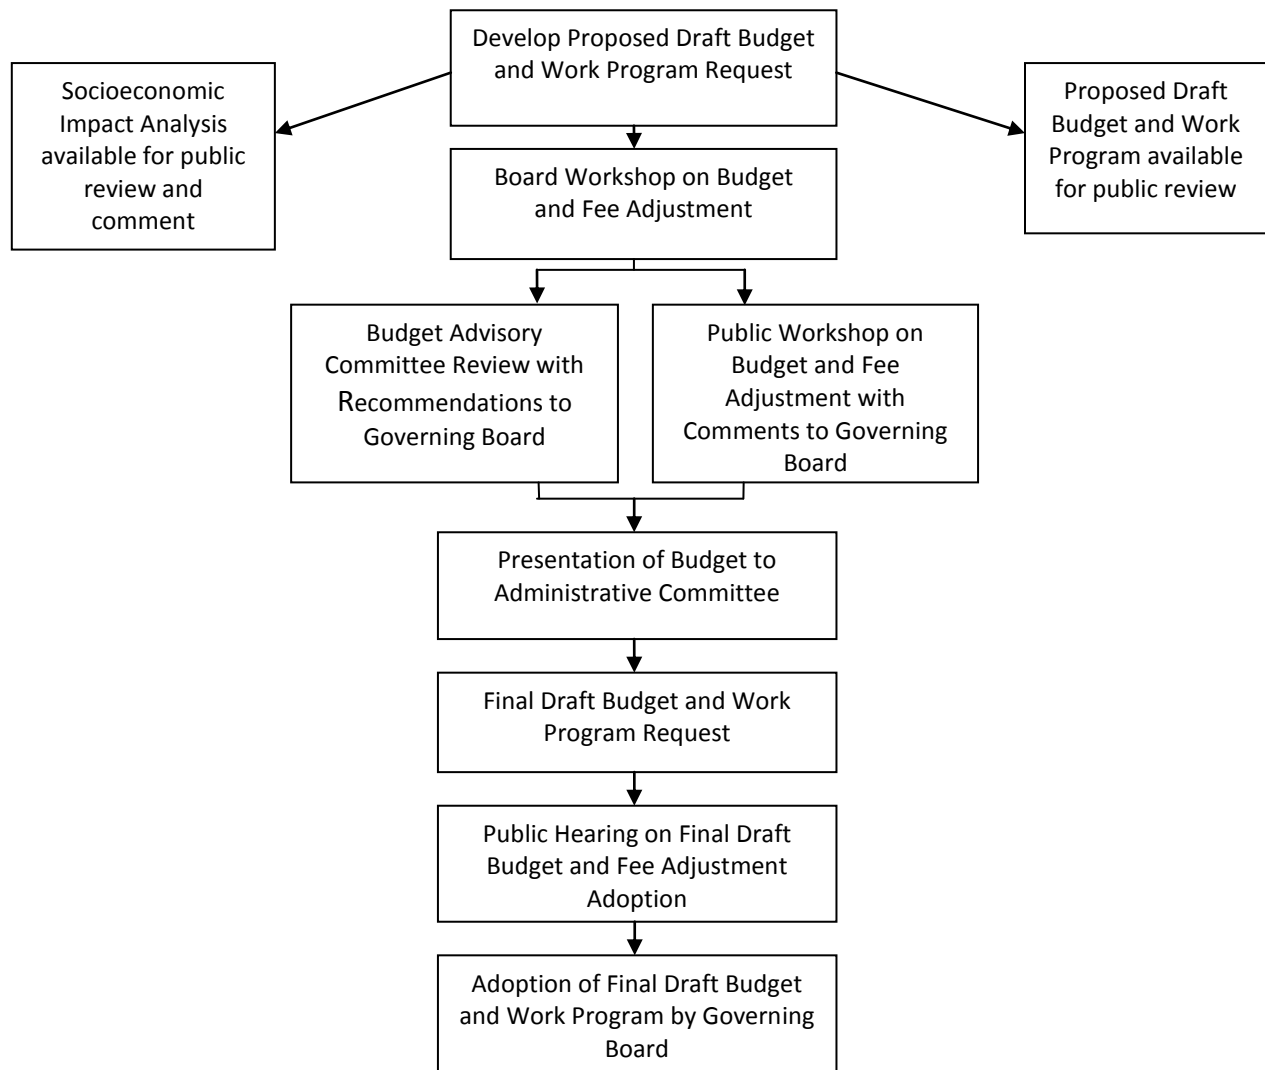 Develop Proposed Draft Budget
and Work Program Request
Socioeconomic
Impact Analysis
available for public
review and
comment
Proposed Draft
Budget and Work
Program available
for public review
Board Workshop on Budget
and Fee Adjustment
Budget Advisory
Committee Review with
Recommendations to
Governing Board
Public Workshop on
Budget and Fee
Adjustment with
Comments to Governing
Board
Presentation of Budget to
Administrative Committee
Final Draft Budget and Work
Program Request
Public Hearing on Final Draft
Budget and Fee Adjustment
Adoption
Adoption of Final Draft Budget
and Work Program by Governing
Board